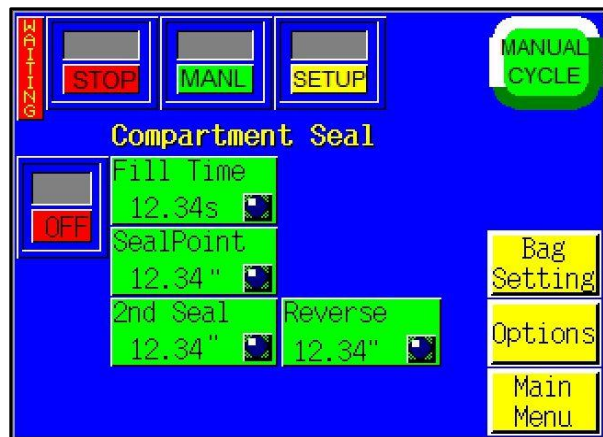 WAITING
STOP
MANL
SETUP
MANUAL
CYCLE
Compartment Seal
OFF
Fill Time
12.34s
SealPoint
12.34"
2nd Seal
12.34"
Reverse
12.34"
Bag
Setting
Options
Main
Menu